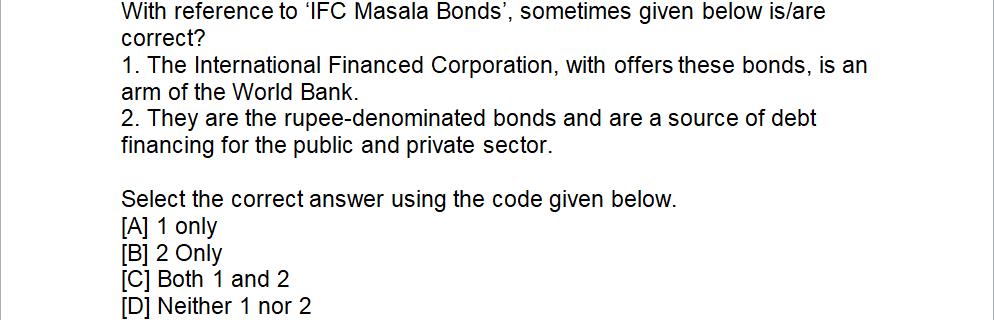 With reference to ‘IFC Masala Bonds’, sometimes given below is/are
correct?
1. The International Financed Corporation, with offers these bonds, is an
arm of the World Bank.
2. They are the rupee-denominated bonds and are a source of debt
financing for the public and private sector.
Select the correct answer using the code given below.
[A] 1 only
[B] 2 Only
[C] Both 1 and 2
[D] Neither 1 nor 2